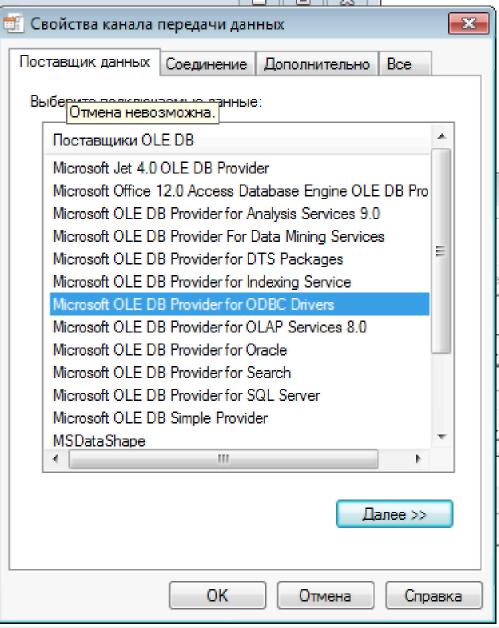 Свойства канала передачи данных
Поставщик данных Соединение Дополнительно Все
Выберите подключаемые данные:
Отмена невозможна.
Поставщики OLE DB
Microsoft Jet 4.0 OLE DB Provider
Microsoft Office 12.0 Access Database Engine OLE DB Pro
Microsoft OLE DB Provider for Analysis Services 9.0
Microsoft OLE DB Provider For Data Mining Services
Microsoft OLE DB Provider for DTS Packages
Microsoft OLE DB Provider for Indexing Service
Microsoft OLE DB Provider for ODBC Drivers
Microsoft OLE DB Provider for OLAP Services 8.0
Microsoft OLE DB Provider for Oracle
Microsoft OLE DB Provider for Search
Microsoft OLE DB Provider for SQL Server
Microsoft OLE DB Simple Provider
MSDataShape
Далее >>
OK Отмена Справка